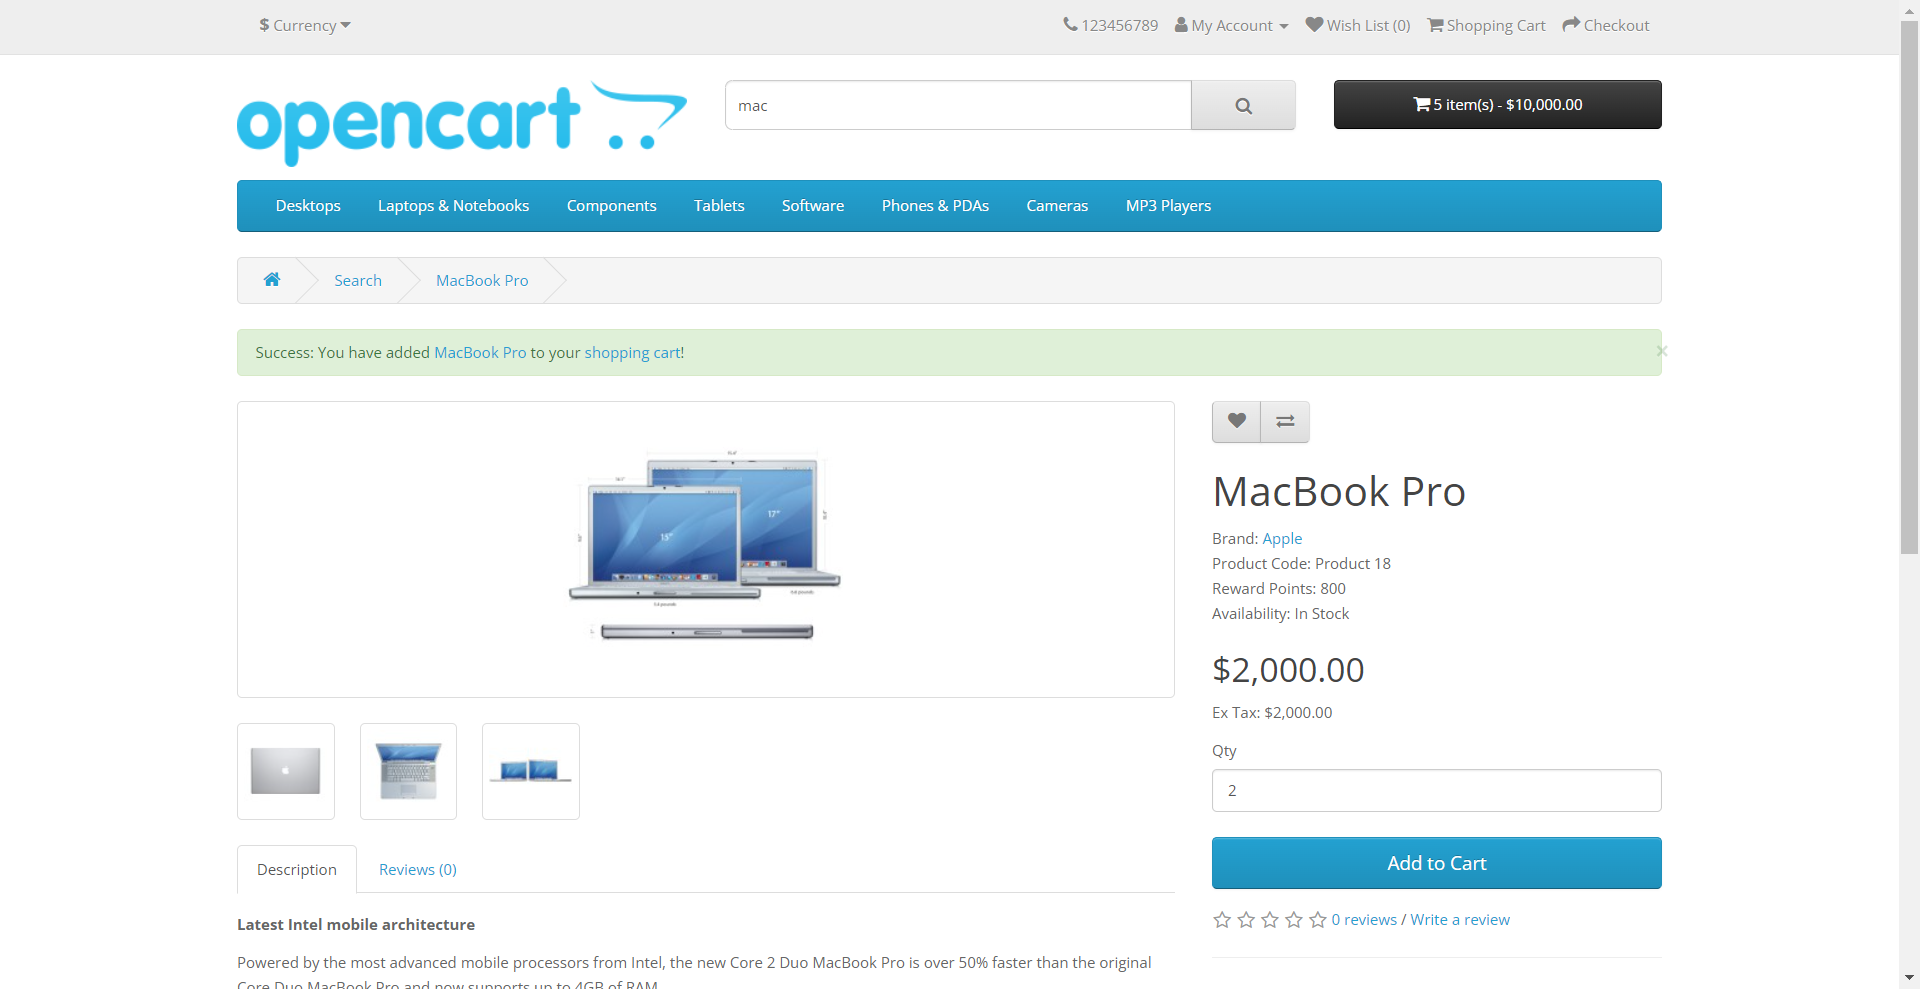 $ Currency
123456789 My Account Wish List (0) Shopping Cart Checkout
opencart
mac
5 item(s) - $10,000.00
Desktops Laptops & Notebooks Components Tablets Software Phones & PDAs Cameras MP3 Players
Search MacBook Pro
Success: You have added MacBook Pro to your shopping cart!
×
15"
17"
MacBook Pro
Brand: Apple
Product Code: Product 18
Reward Points: 800
Availability: In Stock
$2,000.00
Ex Tax: $2,000.00
Qty
2
Add to Cart
0 reviews / Write a review
Description Reviews (0)
Latest Intel mobile architecture
Powered by the most advanced mobile processors from Intel, the new Core 2 Duo MacBook Pro is over 50% faster than the original
Core Duo MacBook Pro and now supports up to 4GB of RAM.